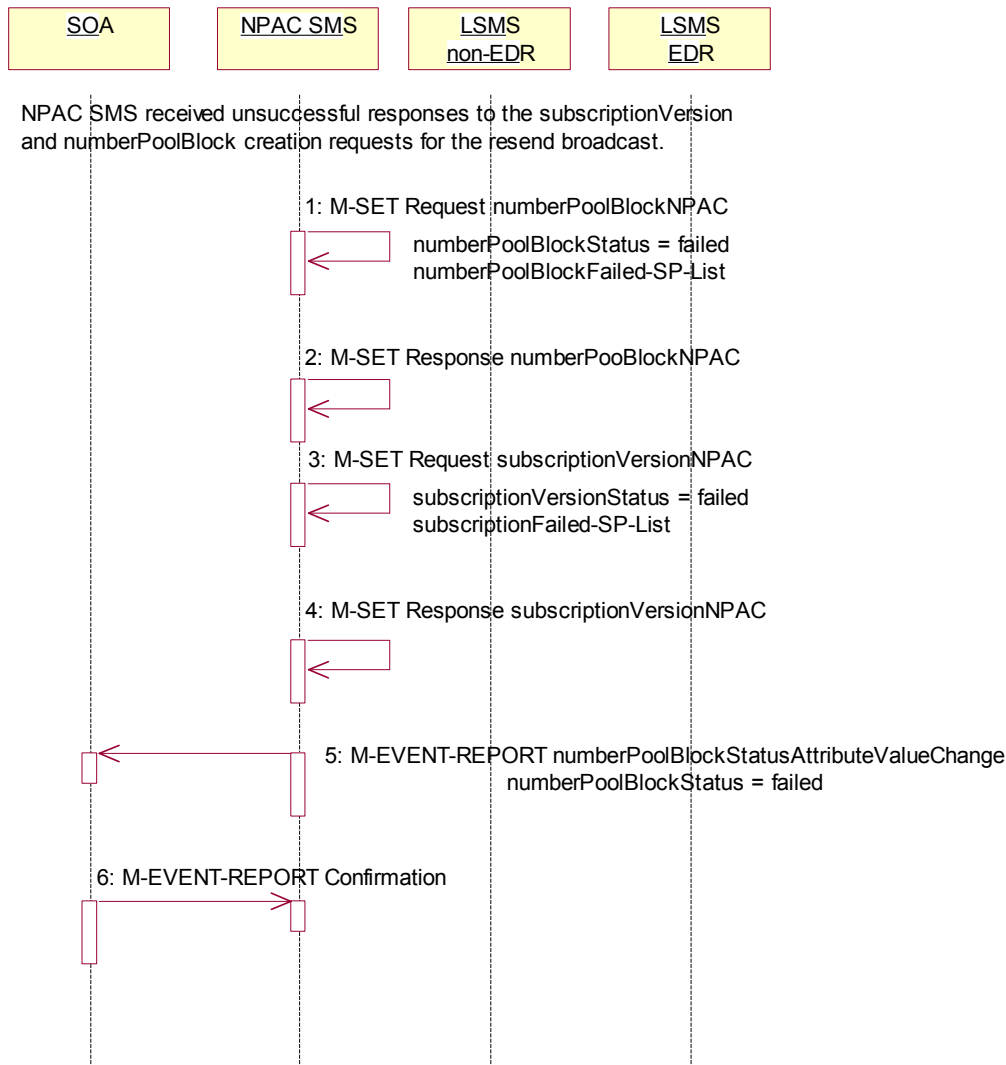 SOA
NPAC SMS
LSMS
non-EDR
LSMS
EDR
NPAC SMS received unsuccessful responses to the subscriptionVersion
and numberPoolBlock creation requests for the resend broadcast.
1: M-SET Request numberPoolBlockNPAC
numberPoolBlockStatus = failed
numberPoolBlockFailed-SP-List
2: M-SET Response numberPooBlockNPAC
3: M-SET Request subscriptionVersionNPAC
subscriptionVersionStatus = failed
subscriptionFailed-SP-List
4: M-SET Response subscriptionVersionNPAC
5: M-EVENT-REPORT numberPoolBlockStatusAttributeValueChange
numberPoolBlockStatus = failed
6: M-EVENT-REPORT Confirmation